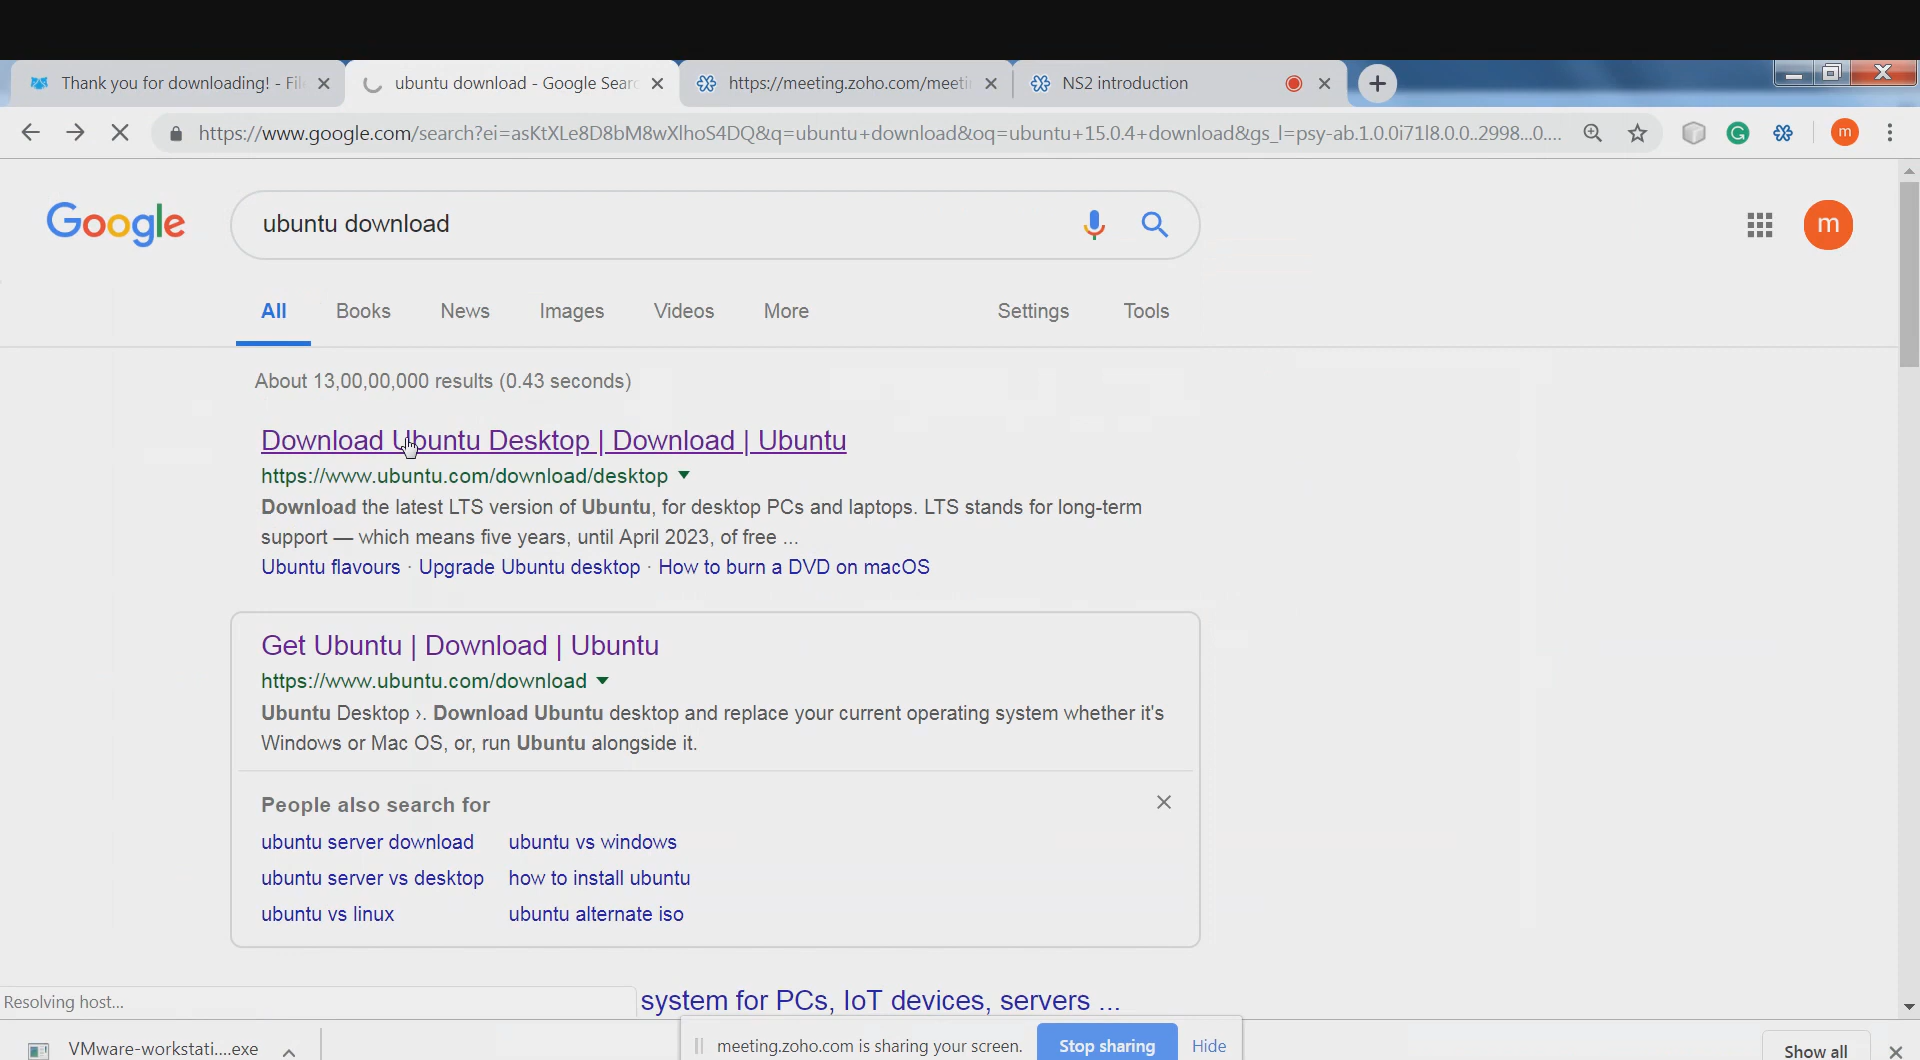 Thank you for downloading! - Fil
ubuntu download - Google Sear
https://meeting.zoho.com/meeti
NS2 introduction
https://www.google.com/search?ei=asKtXLe8D8bM8wXlhoS4DQ&q=ubuntu+download&oq=ubuntu+15.0.4+download&gs_l=psy-ab.1.0.0i71l8.0.0..2998...0....
m
Google
ubuntu download
m
All
Books
News
Images
Videos
More
Settings
Tools
About 13,00,00,000 results (0.43 seconds)
Download Ubuntu Desktop | Download | Ubuntu
https://www.ubuntu.com/download/desktop
Download the latest LTS version of Ubuntu, for desktop PCs and laptops. LTS stands for long-term
support — which means five years, until April 2023, of free ...
Ubuntu flavours · Upgrade Ubuntu desktop · How to burn a DVD on macOS
Get Ubuntu | Download | Ubuntu
https://www.ubuntu.com/download
Ubuntu Desktop ›. Download Ubuntu desktop and replace your current operating system whether it's
Windows or Mac OS, or, run Ubuntu alongside it.
People also search for
ubuntu server download
ubuntu vs windows
ubuntu server vs desktop
how to install ubuntu
ubuntu vs linux
ubuntu alternate iso
Resolving host...
system for PCs, IoT devices, servers ...
VMware-workstati....exe
meeting.zoho.com is sharing your screen.
Stop sharing
Hide
Show all